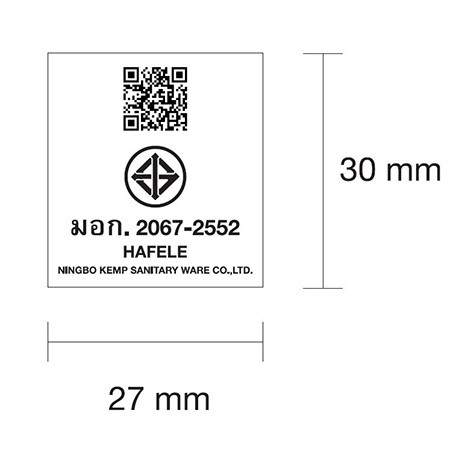 มอก. 2067-2552
HAFELE
NINGBO KEMP SANITARY WARE CO.,LTD.
30 mm
27 mm